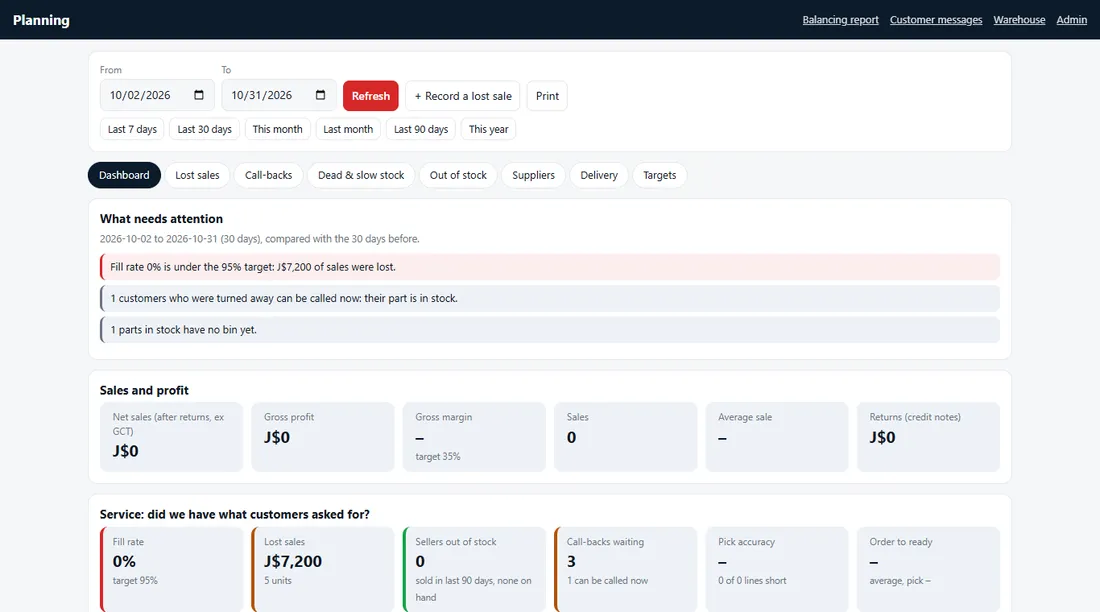 Planning
Balancing report Customer messages Warehouse Admin
From To
10/02/2026 10/31/2026 Refresh + Record a lost sale Print
Last 7 days Last 30 days This month Last month Last 90 days This year
Dashboard Lost sales Call-backs Dead & slow stock Out of stock Suppliers Delivery Targets
What needs attention
2026-10-02 to 2026-10-31 (30 days), compared with the 30 days before.
Fill rate 0% is under the 95% target: J$7,200 of sales were lost.
1 customers who were turned away can be called now: their part is in stock.
1 parts in stock have no bin yet.
Sales and profit
Net sales (after returns, ex
GCT)
J$0
Gross profit
J$0
Gross margin
–
target 35%
Sales
0
Average sale
–
Returns (credit notes)
J$0
Service: did we have what customers asked for?
Fill rate
0%
target 95%
Lost sales
J$7,200
5 units
Sellers out of stock
0
sold in last 90 days, none on
hand
Call-backs waiting
3
1 can be called now
Pick accuracy
–
0 of 0 lines short
Order to ready
–
average, pick –